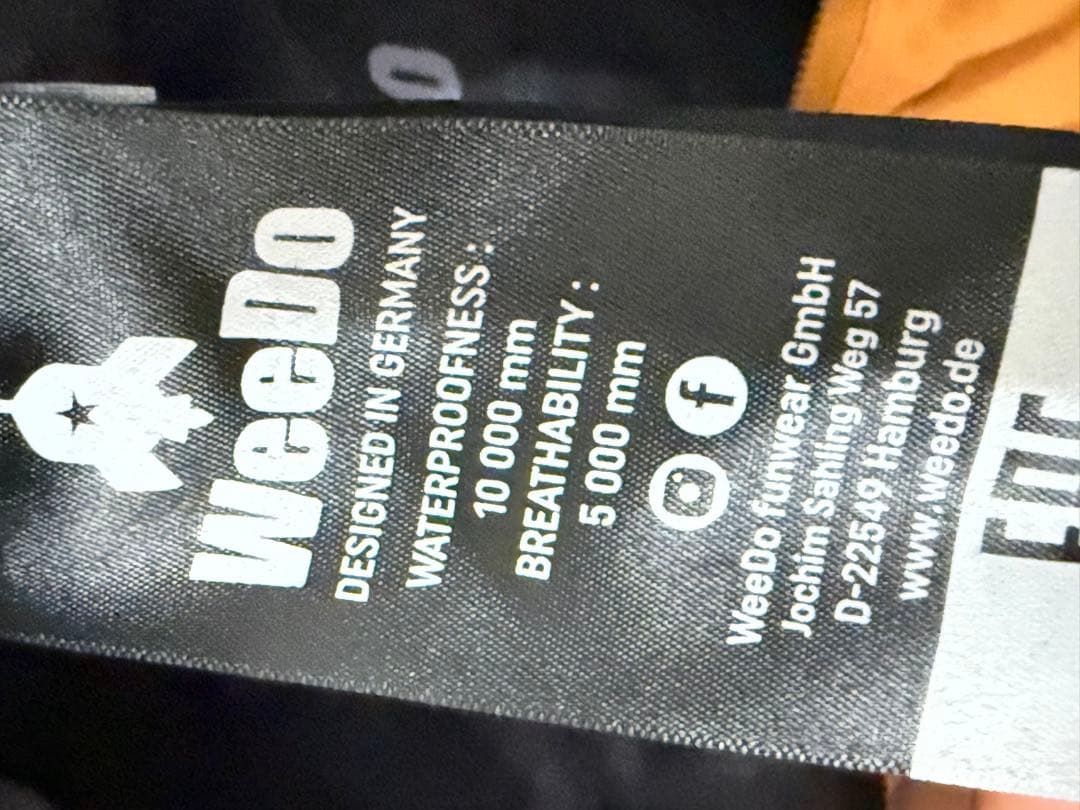 WeeDo
DESIGNED IN GERMANY
WATERPROOFNESS :
10 000 mm
BREATHABILITY :
5 000 mm
f
WeeDo funwear GmbH
Jochim Sahling Weg 57
D-22549 Hamburg
www.weedo.de